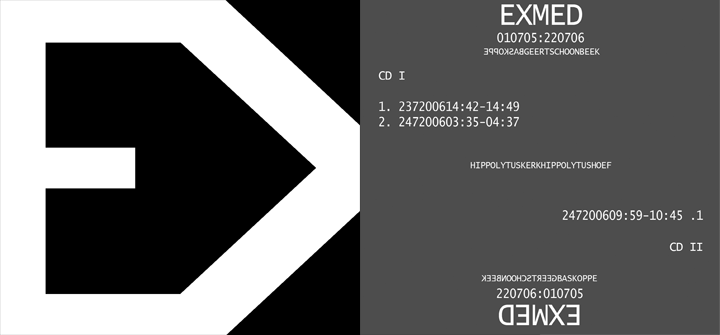 EXMED
010705:220706
BASKOPPEGEERTSCHOONBEEK
CD I
1. 237200614:42-14:49
2. 247200603:35-04:37
HIPPOLYTUSKERKHIPPOLYTUSHOEF
247200609:59-10:45 .1
CD II
GEERTSCHOONBEEKBASKOPPE
220706:010705
EXMED